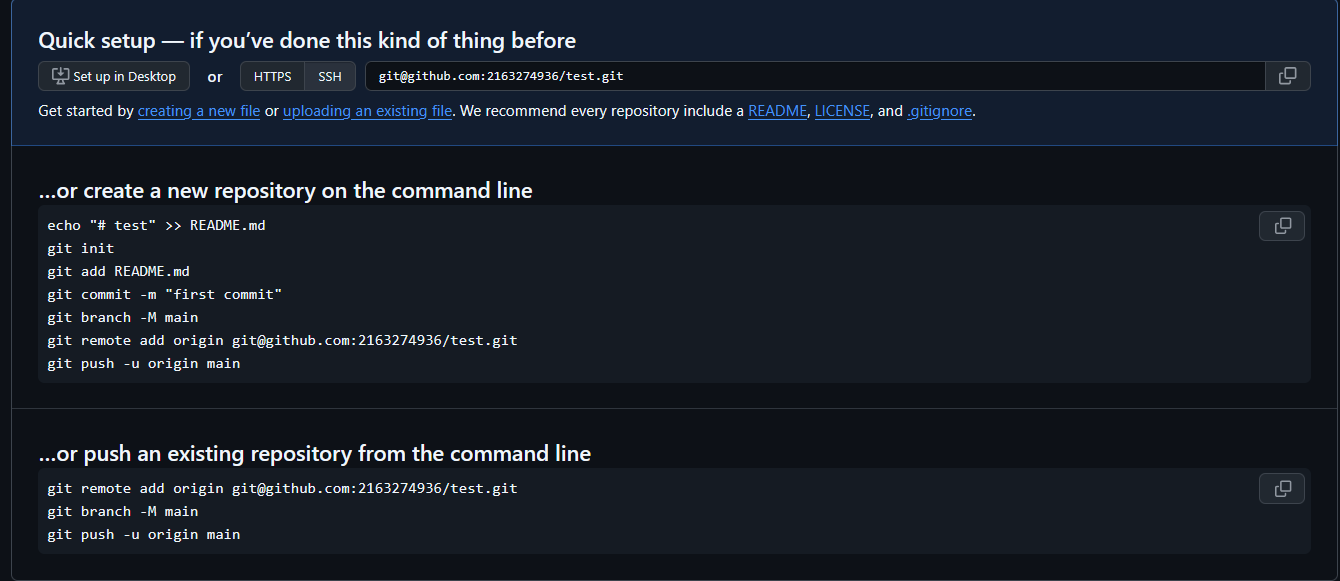 Quick setup — if you’ve done this kind of thing before
Set up in Desktop or HTTPS SSH git@github.com:2163274936/test.git
Get started by creating a new file or uploading an existing file. We recommend every repository include a README, LICENSE, and .gitignore.
…or create a new repository on the command line
echo "# test" >> README.md
git init
git add README.md
git commit -m "first commit"
git branch -M main
git remote add origin git@github.com:2163274936/test.git
git push -u origin main
…or push an existing repository from the command line
git remote add origin git@github.com:2163274936/test.git
git branch -M main
git push -u origin main